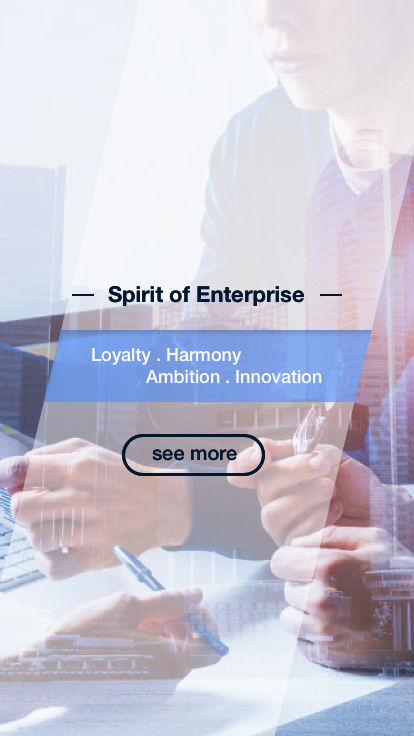 Spirit of Enterprise
Loyalty . Harmony
Ambition . Innovation
see more